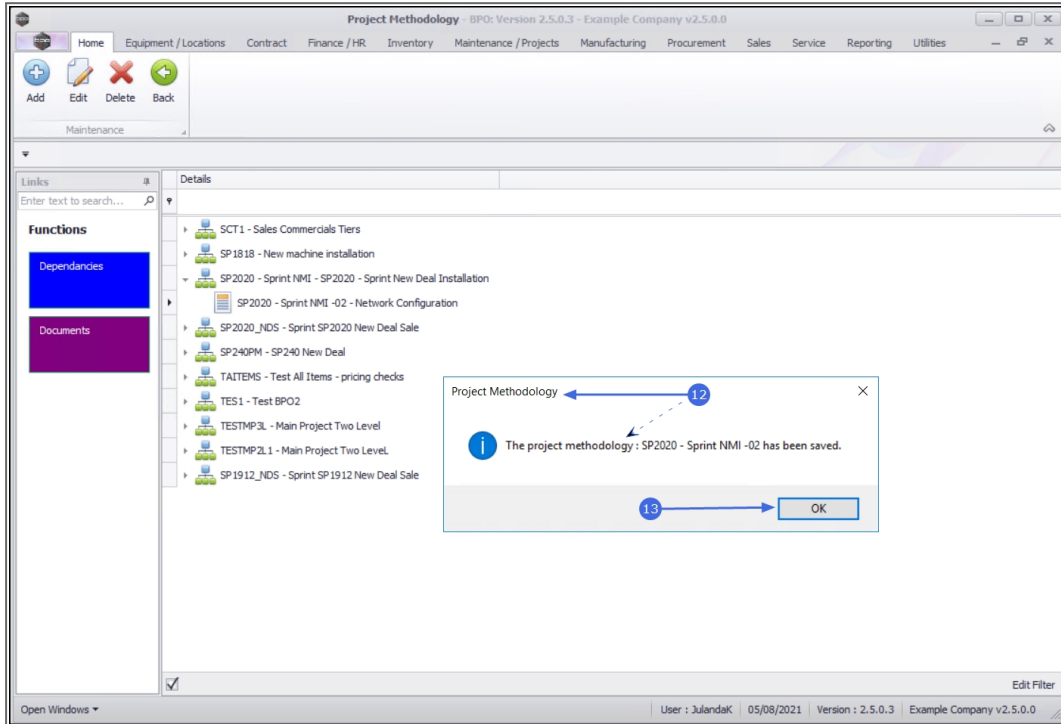 Project Methodology - BPO: Version 2.5.0.3 - Example Company v2.5.0.0
Home Equipment / Locations Contract Finance / HR Inventory Maintenance / Projects Manufacturing Procurement Sales Service Reporting Utilities
Add Edit Delete Back
Maintenance
Links
Enter text to search...
Functions
Dependancies
Documents
Details
SCT1 - Sales Commercials Tiers
SP1818 - New machine installation
SP2020 - Sprint NMI - SP2020 - Sprint New Deal Installation
SP2020 - Sprint NMI -02 - Network Configuration
SP2020_NDS - Sprint SP2020 New Deal Sale
SP240PM - SP240 New Deal
TAITEMS - Test All Items - pricing checks
TES1 - Test BPO2
TESTMP3L - Main Project Two Level
TESTMP2L1 - Main Project Two LeveL
SP1912_NDS - Sprint SP1912 New Deal Sale
Project Methodology
12
The project methodology : SP2020 - Sprint NMI -02 has been saved.
13
OK
Edit Filter
Open Windows
User : JulandaK 05/08/2021 Version : 2.5.0.3 Example Company v2.5.0.0